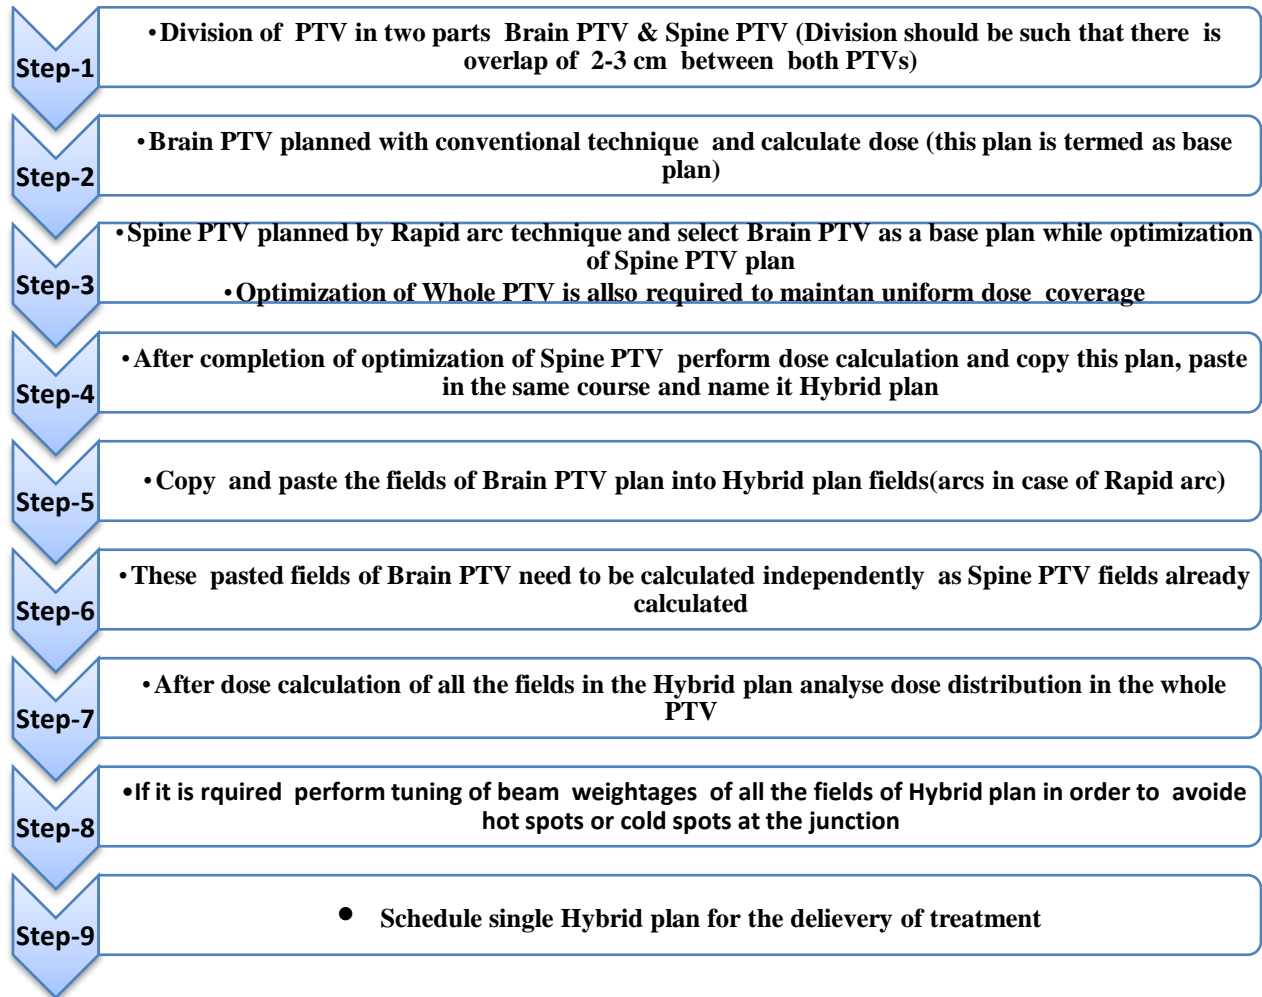 Step-1
•Division of PTV in two parts Brain PTV & Spine PTV (Division should be such that there is
overlap of 2-3 cm between both PTVs)
Step-2
•Brain PTV planned with conventional technique and calculate dose (this plan is termed as base
plan)
Step-3
•Spine PTV planned by Rapid arc technique and select Brain PTV as a base plan while optimization
of Spine PTV plan
•Optimization of Whole PTV is allso required to maintan uniform dose coverage
Step-4
•After completion of optimization of Spine PTV perform dose calculation and copy this plan, paste
in the same course and name it Hybrid plan
Step-5
•Copy and paste the fields of Brain PTV plan into Hybrid plan fields(arcs in case of Rapid arc)
Step-6
•These pasted fields of Brain PTV need to be calculated independently as Spine PTV fields already
calculated
Step-7
•After dose calculation of all the fields in the Hybrid plan analyse dose distribution in the whole
PTV
Step-8
•If it is rquired perform tuning of beam weightages of all the fields of Hybrid plan in order to avoide
hot spots or cold spots at the junction
Step-9
• Schedule single Hybrid plan for the delievery of treatment